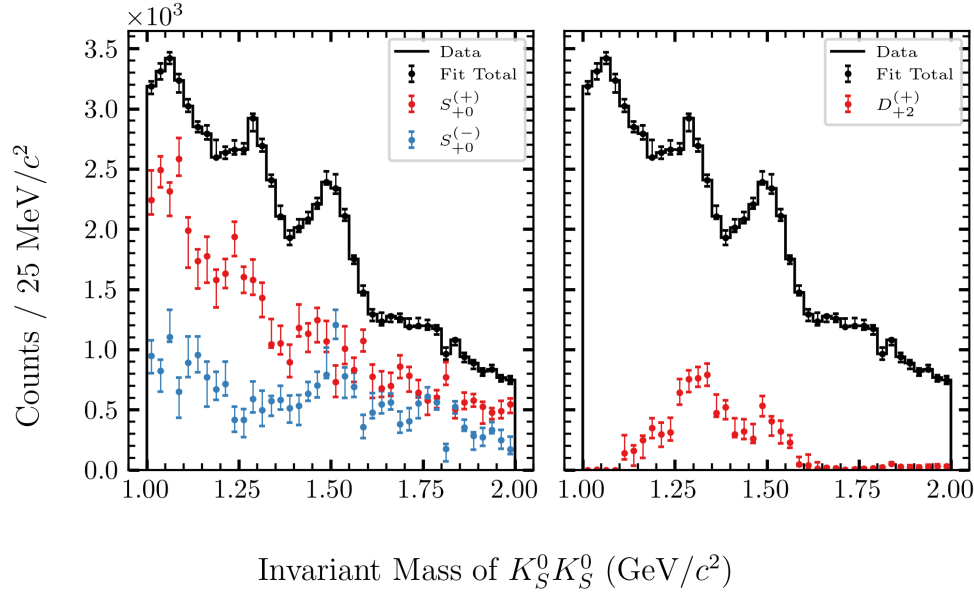 ×10³
Counts / 25 MeV/c²
3.5
3.0
2.5
2.0
1.5
1.0
0.5
0.0
Data
Fit Total
S₊₀⁽⁺⁾
S₊₀⁽⁻⁾
1.00 1.25 1.50 1.75 2.00
Data
Fit Total
D₊₂⁽⁺⁾
1.00 1.25 1.50 1.75 2.00
Invariant Mass of K_S⁰K_S⁰ (GeV/c²)